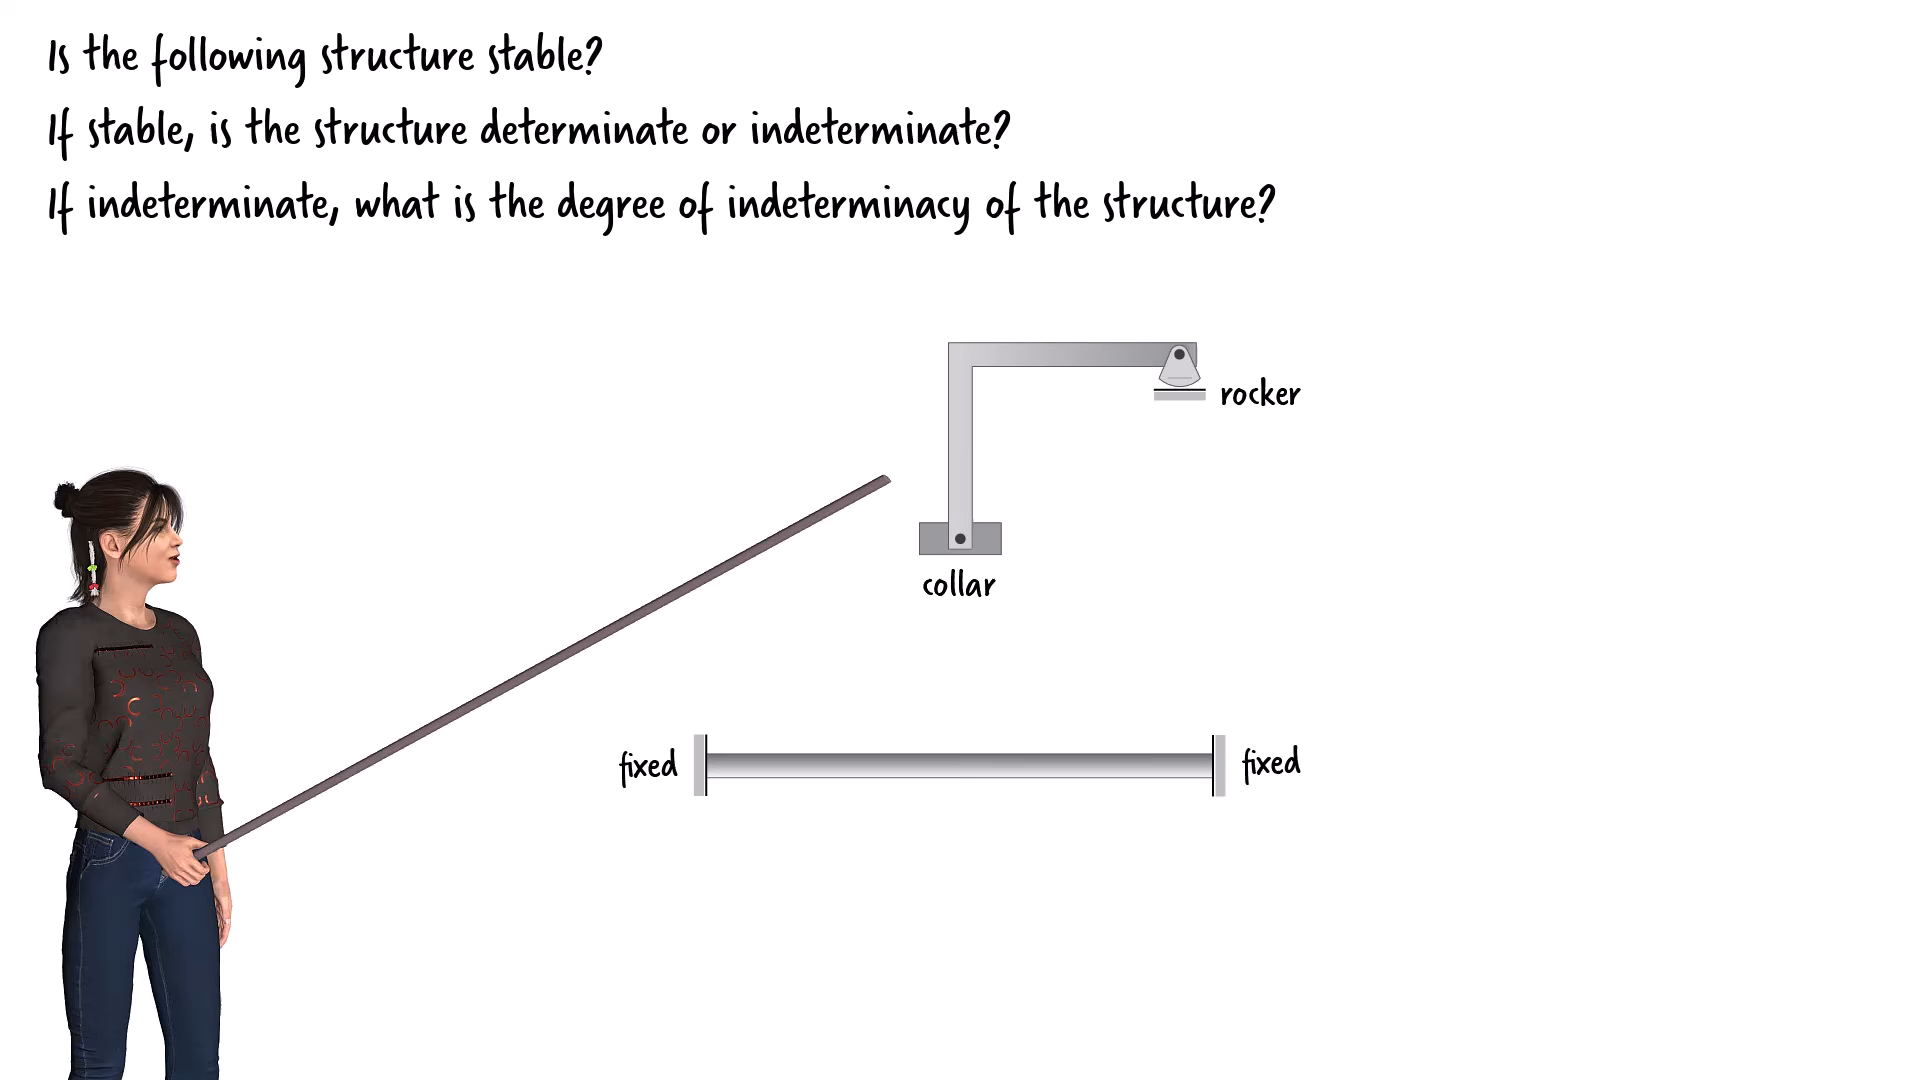 Is the following structure stable?
If stable, is the structure determinate or indeterminate?
If indeterminate, what is the degree of indeterminacy of the structure?
rocker
collar
fixed
fixed